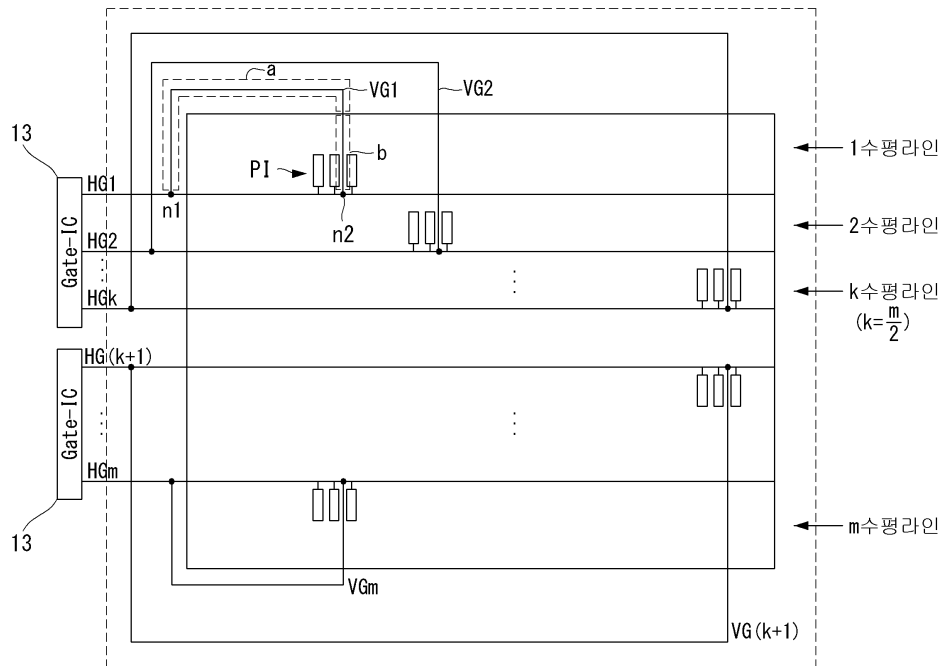 a
VG1
VG2
13
b
PI
1수평라인
HG1
n1
n2
2수평라인
Gate-IC
HG2
HGk
k수평라인
(k=m/2)
HG(k+1)
Gate-IC
HGm
13
m수평라인
VGm
VG(k+1)